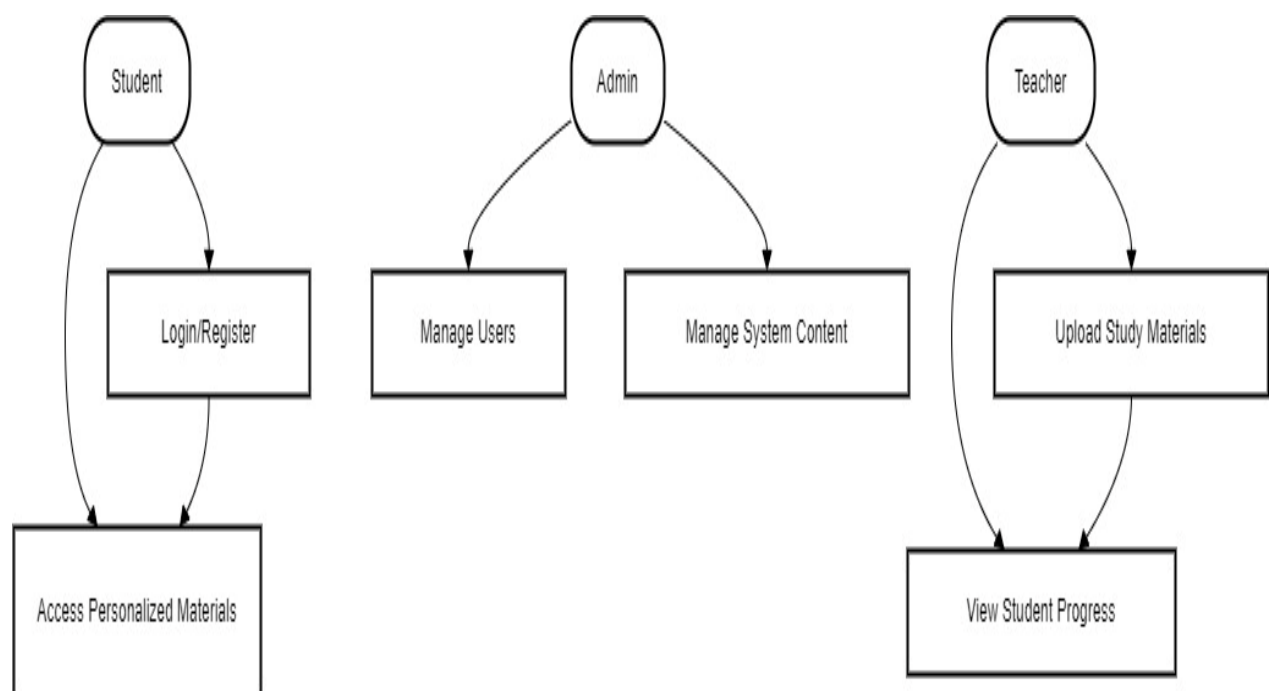 Student
Admin
Teacher
Login/Register
Manage Users
Manage System Content
Upload Study Materials
Access Personalized Materials
View Student Progress